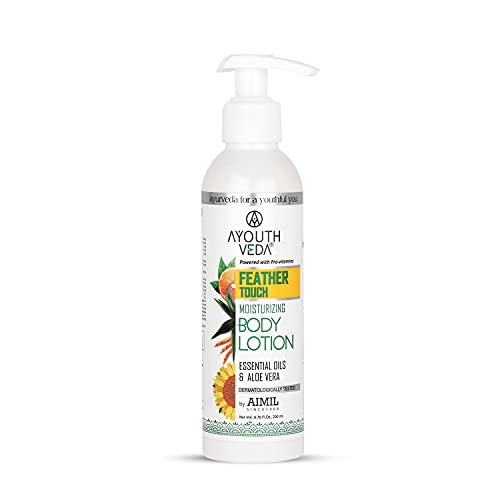 ayurveda for a youthful you
AYOUTH
VEDA®
Powered with Pro-vitamins
FEATHER
TOUCH
MOISTURIZING
BODY
LOTION
ESSENTIAL OILS
& ALOE VERA
DERMATOLOGICALLY TESTED
by AIMIL
SINCE 1984
Net Vol. 6.76 Fl.Oz. 200 mL